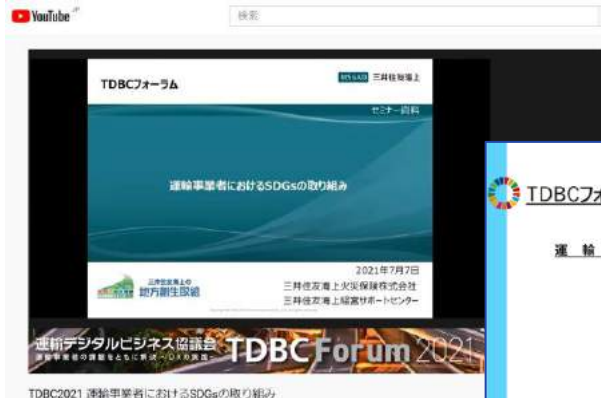 YouTube JP
検索
TDBCフォーラム
MS&AD 三井住友海上
セミナー資料
運輸事業者におけるSDGsの取り組み
2021年7月7日
三井住友海上の
地方創生取組
三井住友海上火災保険株式会社
三井住友海上経営サポートセンター
運輸デジタルビジネス協議会
TDBC Forum 2021
TDBC2021 運輸事業者におけるSDGsの取り組み
TDBCフォ
運 輸